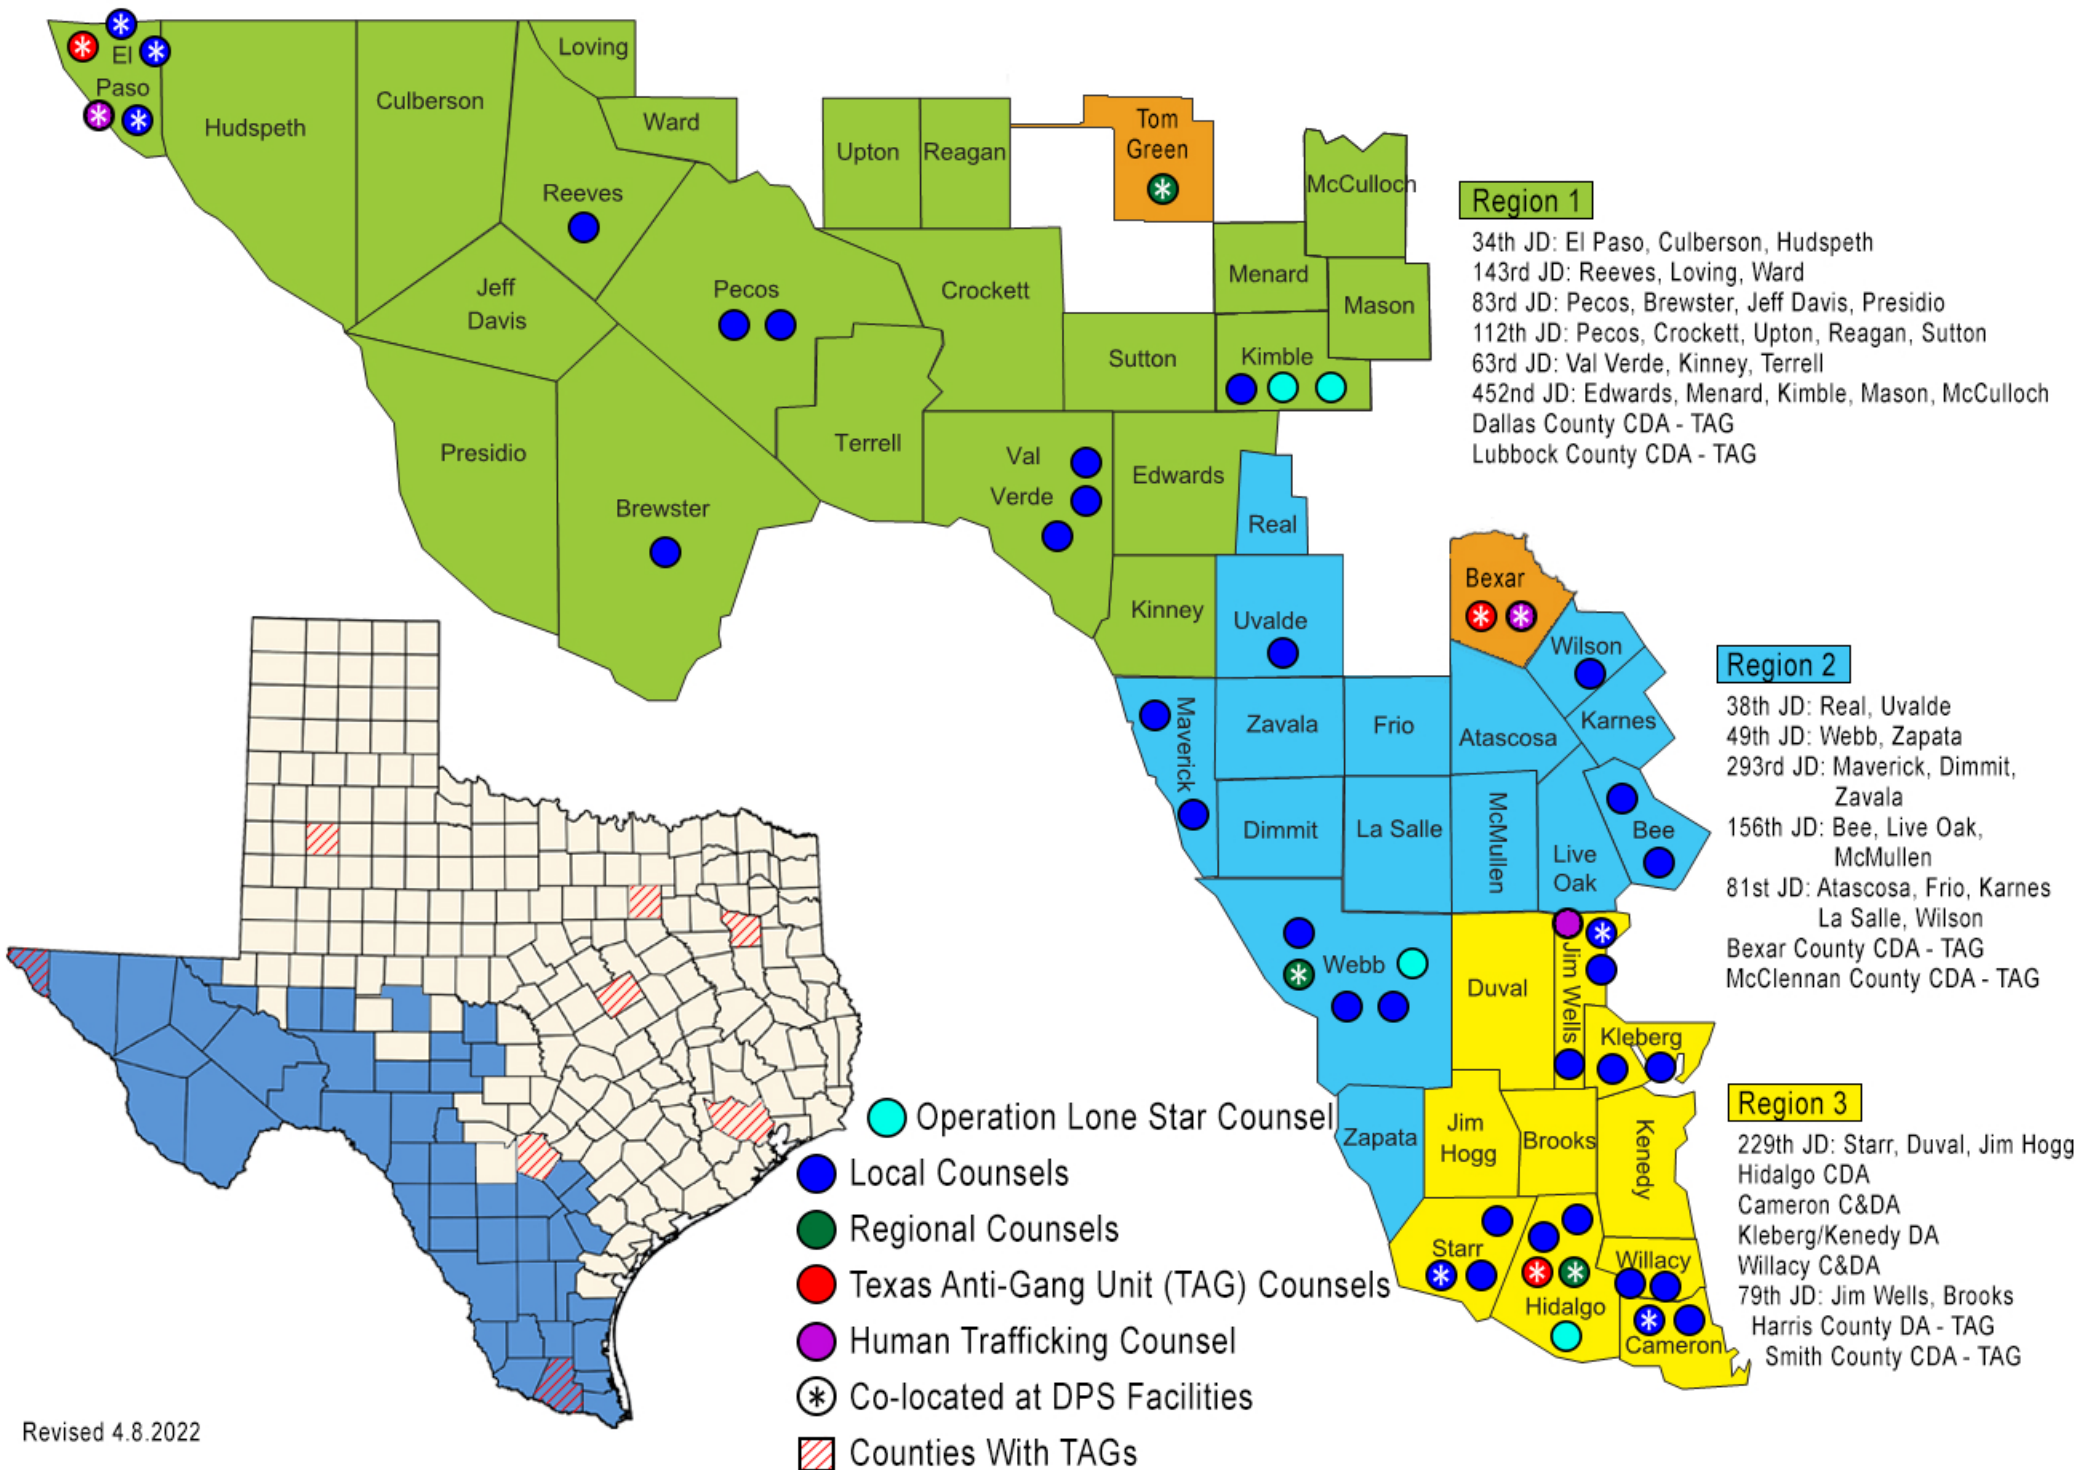 El
Paso
Hudspeth
Culberson
Loving
Ward
Reeves
Jeff
Davis
Pecos
Presidio
Brewster
Terrell
Upton
Reagan
Crockett
Tom
Green
McCulloch
Menard
Mason
Sutton
Kimble
Val
Verde
Edwards
Kinney
Real
Uvalde
Bexar
Wilson
Karnes
Maverick
Zavala
Frio
Atascosa
Dimmit
La Salle
McMullen
Live
Oak
Bee
Webb
Duval
Jim Wells
Kleberg
Zapata
Jim
Hogg
Brooks
Kenedy
Starr
Hidalgo
Willacy
Cameron
Region 1
34th JD: El Paso, Culberson, Hudspeth
143rd JD: Reeves, Loving, Ward
83rd JD: Pecos, Brewster, Jeff Davis, Presidio
112th JD: Pecos, Crockett, Upton, Reagan, Sutton
63rd JD: Val Verde, Kinney, Terrell
452nd JD: Edwards, Menard, Kimble, Mason, McCulloch
Dallas County CDA - TAG
Lubbock County CDA - TAG
Region 2
38th JD: Real, Uvalde
49th JD: Webb, Zapata
293rd JD: Maverick, Dimmit,
Zavala
156th JD: Bee, Live Oak,
McMullen
81st JD: Atascosa, Frio, Karnes
La Salle, Wilson
Bexar County CDA - TAG
McClennan County CDA - TAG
Region 3
229th JD: Starr, Duval, Jim Hogg
Hidalgo CDA
Cameron C&DA
Kleberg/Kenedy DA
Willacy C&DA
79th JD: Jim Wells, Brooks
Harris County DA - TAG
Smith County CDA - TAG
Operation Lone Star Counsel
Local Counsels
Regional Counsels
Texas Anti-Gang Unit (TAG) Counsels
Human Trafficking Counsel
Co-located at DPS Facilities
Counties With TAGs
Revised 4.8.2022